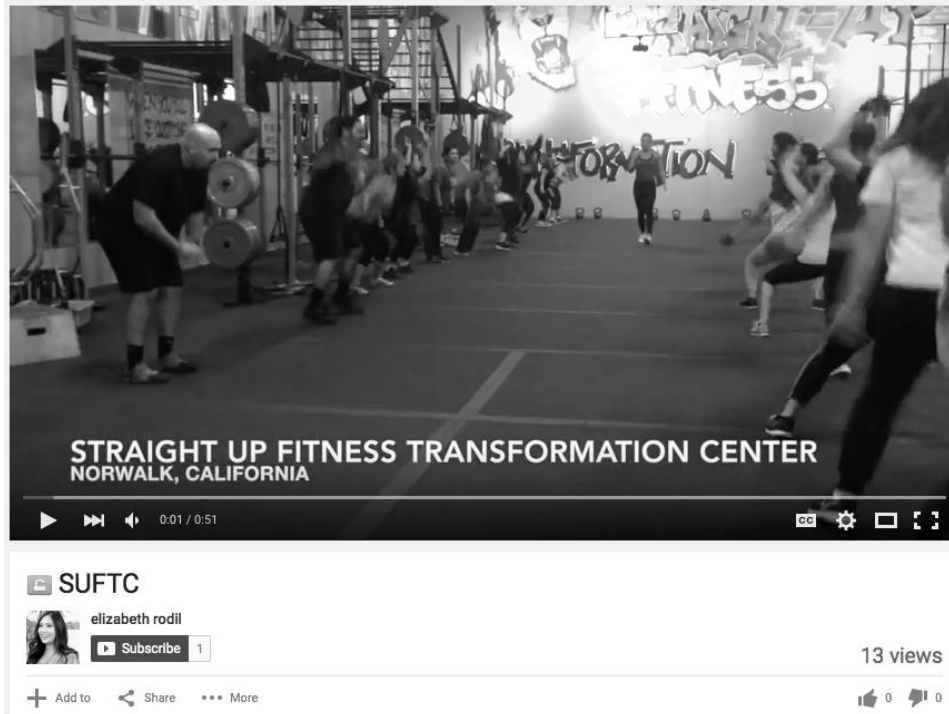 FITNESS
STRAIGHT UP FITNESS TRANSFORMATION CENTER
NORWALK, CALIFORNIA
0:01 / 0:51
CC
SUFTC
elizabeth rodil
Subscribe 1
13 views
Add to Share More 0 0